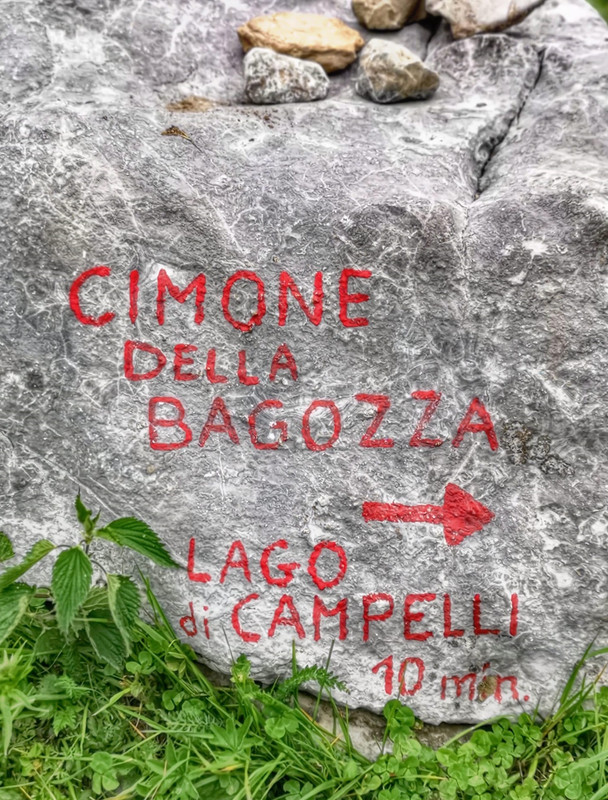 CIMONE
DELLA
BAGOZZA
LAGO
di CAMPELLI
10 min.